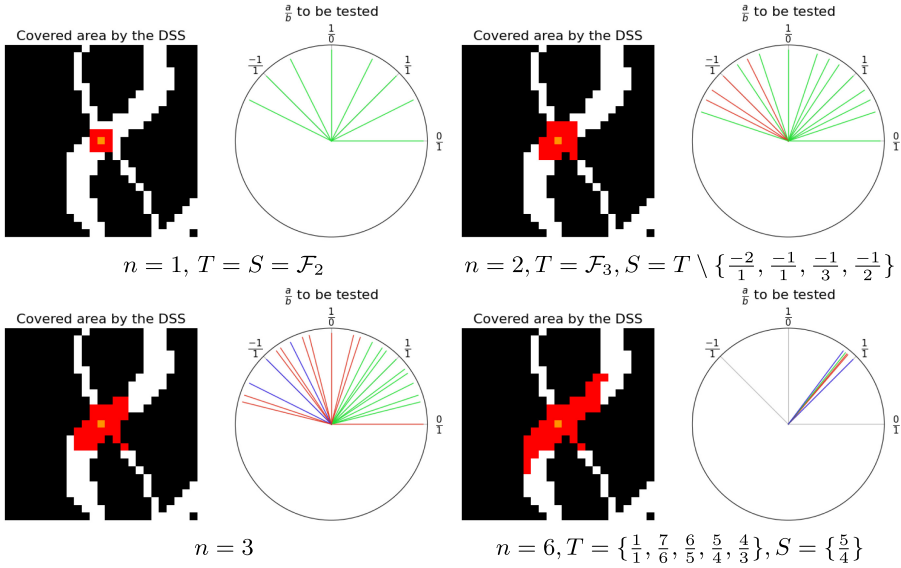 a/b to be tested
Covered area by the DSS
1/0
-1/1
1/1
0/1
n = 1, T = S = ℱ₂
a/b to be tested
Covered area by the DSS
1/0
-1/1
1/1
0/1
n = 2, T = ℱ₃, S = T \ {-2/1, -1/1, -1/3, -1/2}
a/b to be tested
Covered area by the DSS
1/0
-1/1
1/1
0/1
n = 3
a/b to be tested
Covered area by the DSS
1/0
-1/1
1/1
0/1
n = 6, T = {1/1, 7/6, 6/5, 5/4, 4/3}, S = {5/4}